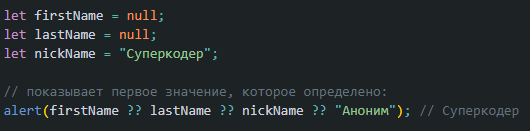 let firstName = null;
let lastName = null;
let nickName = "Суперкодер";
// показывает первое значение, которое определено:
alert(firstName ?? lastName ?? nickName ?? "Аноним"); // Суперкодер